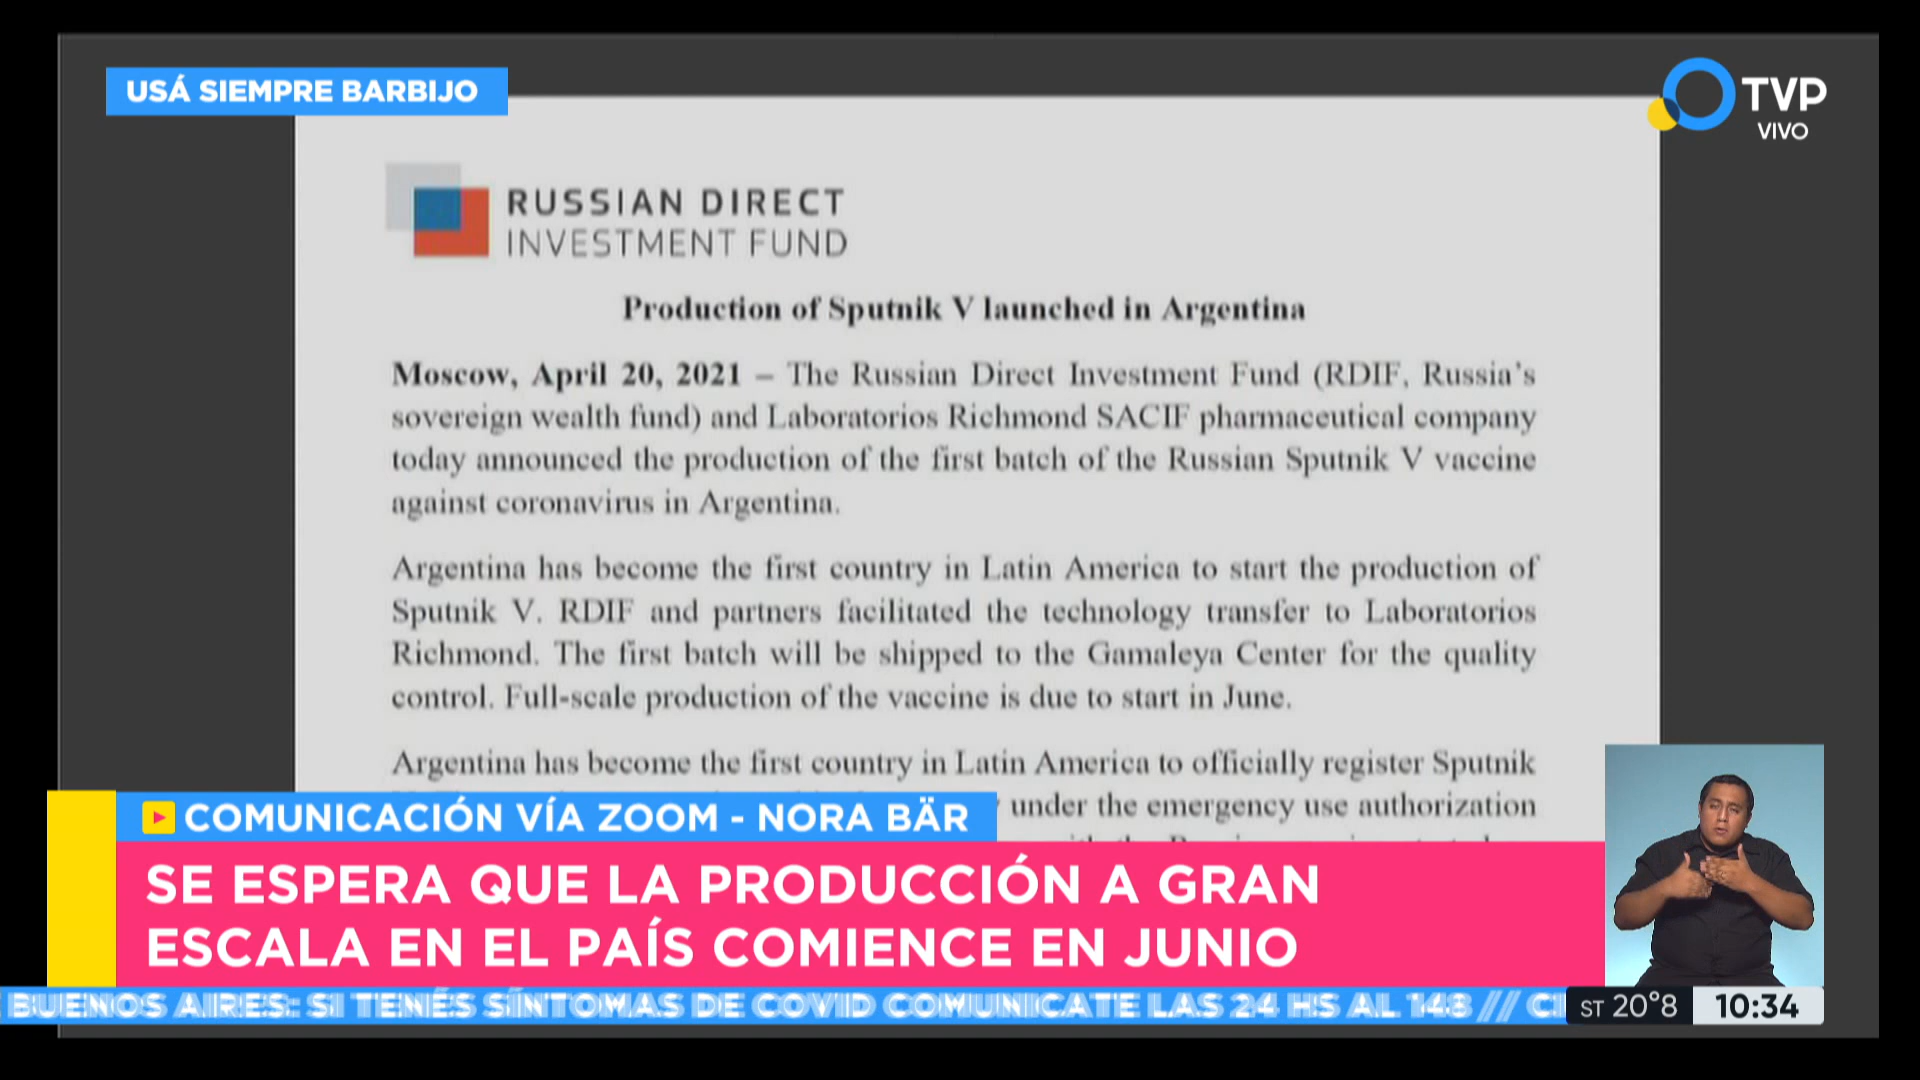 USÁ SIEMPRE BARBIJO
TVP
VIVO
RUSSIAN DIRECT
INVESTMENT FUND
Production of Sputnik V launched in Argentina
Moscow, April 20, 2021 – The Russian Direct Investment Fund (RDIF, Russia's
sovereign wealth fund) and Laboratorios Richmond SACIF pharmaceutical company
today announced the production of the first batch of the Russian Sputnik V vaccine
against coronavirus in Argentina.
Argentina has become the first country in Latin America to start the production of
Sputnik V. RDIF and partners facilitated the technology transfer to Laboratorios
Richmond. The first batch will be shipped to the Gamaleya Center for the quality
control. Full-scale production of the vaccine is due to start in June.
Argentina has become the first country in Latin America to officially register Sputnik
under the emergency use authorization
COMUNICACIÓN VÍA ZOOM - NORA BÄR
SE ESPERA QUE LA PRODUCCIÓN A GRAN
ESCALA EN EL PAÍS COMIENCE EN JUNIO
BUENOS AIRES: SI TENÉS SÍNTOMAS DE COVID COMUNICATE LAS 24 HS AL 148 //
ST 20°8
10:34